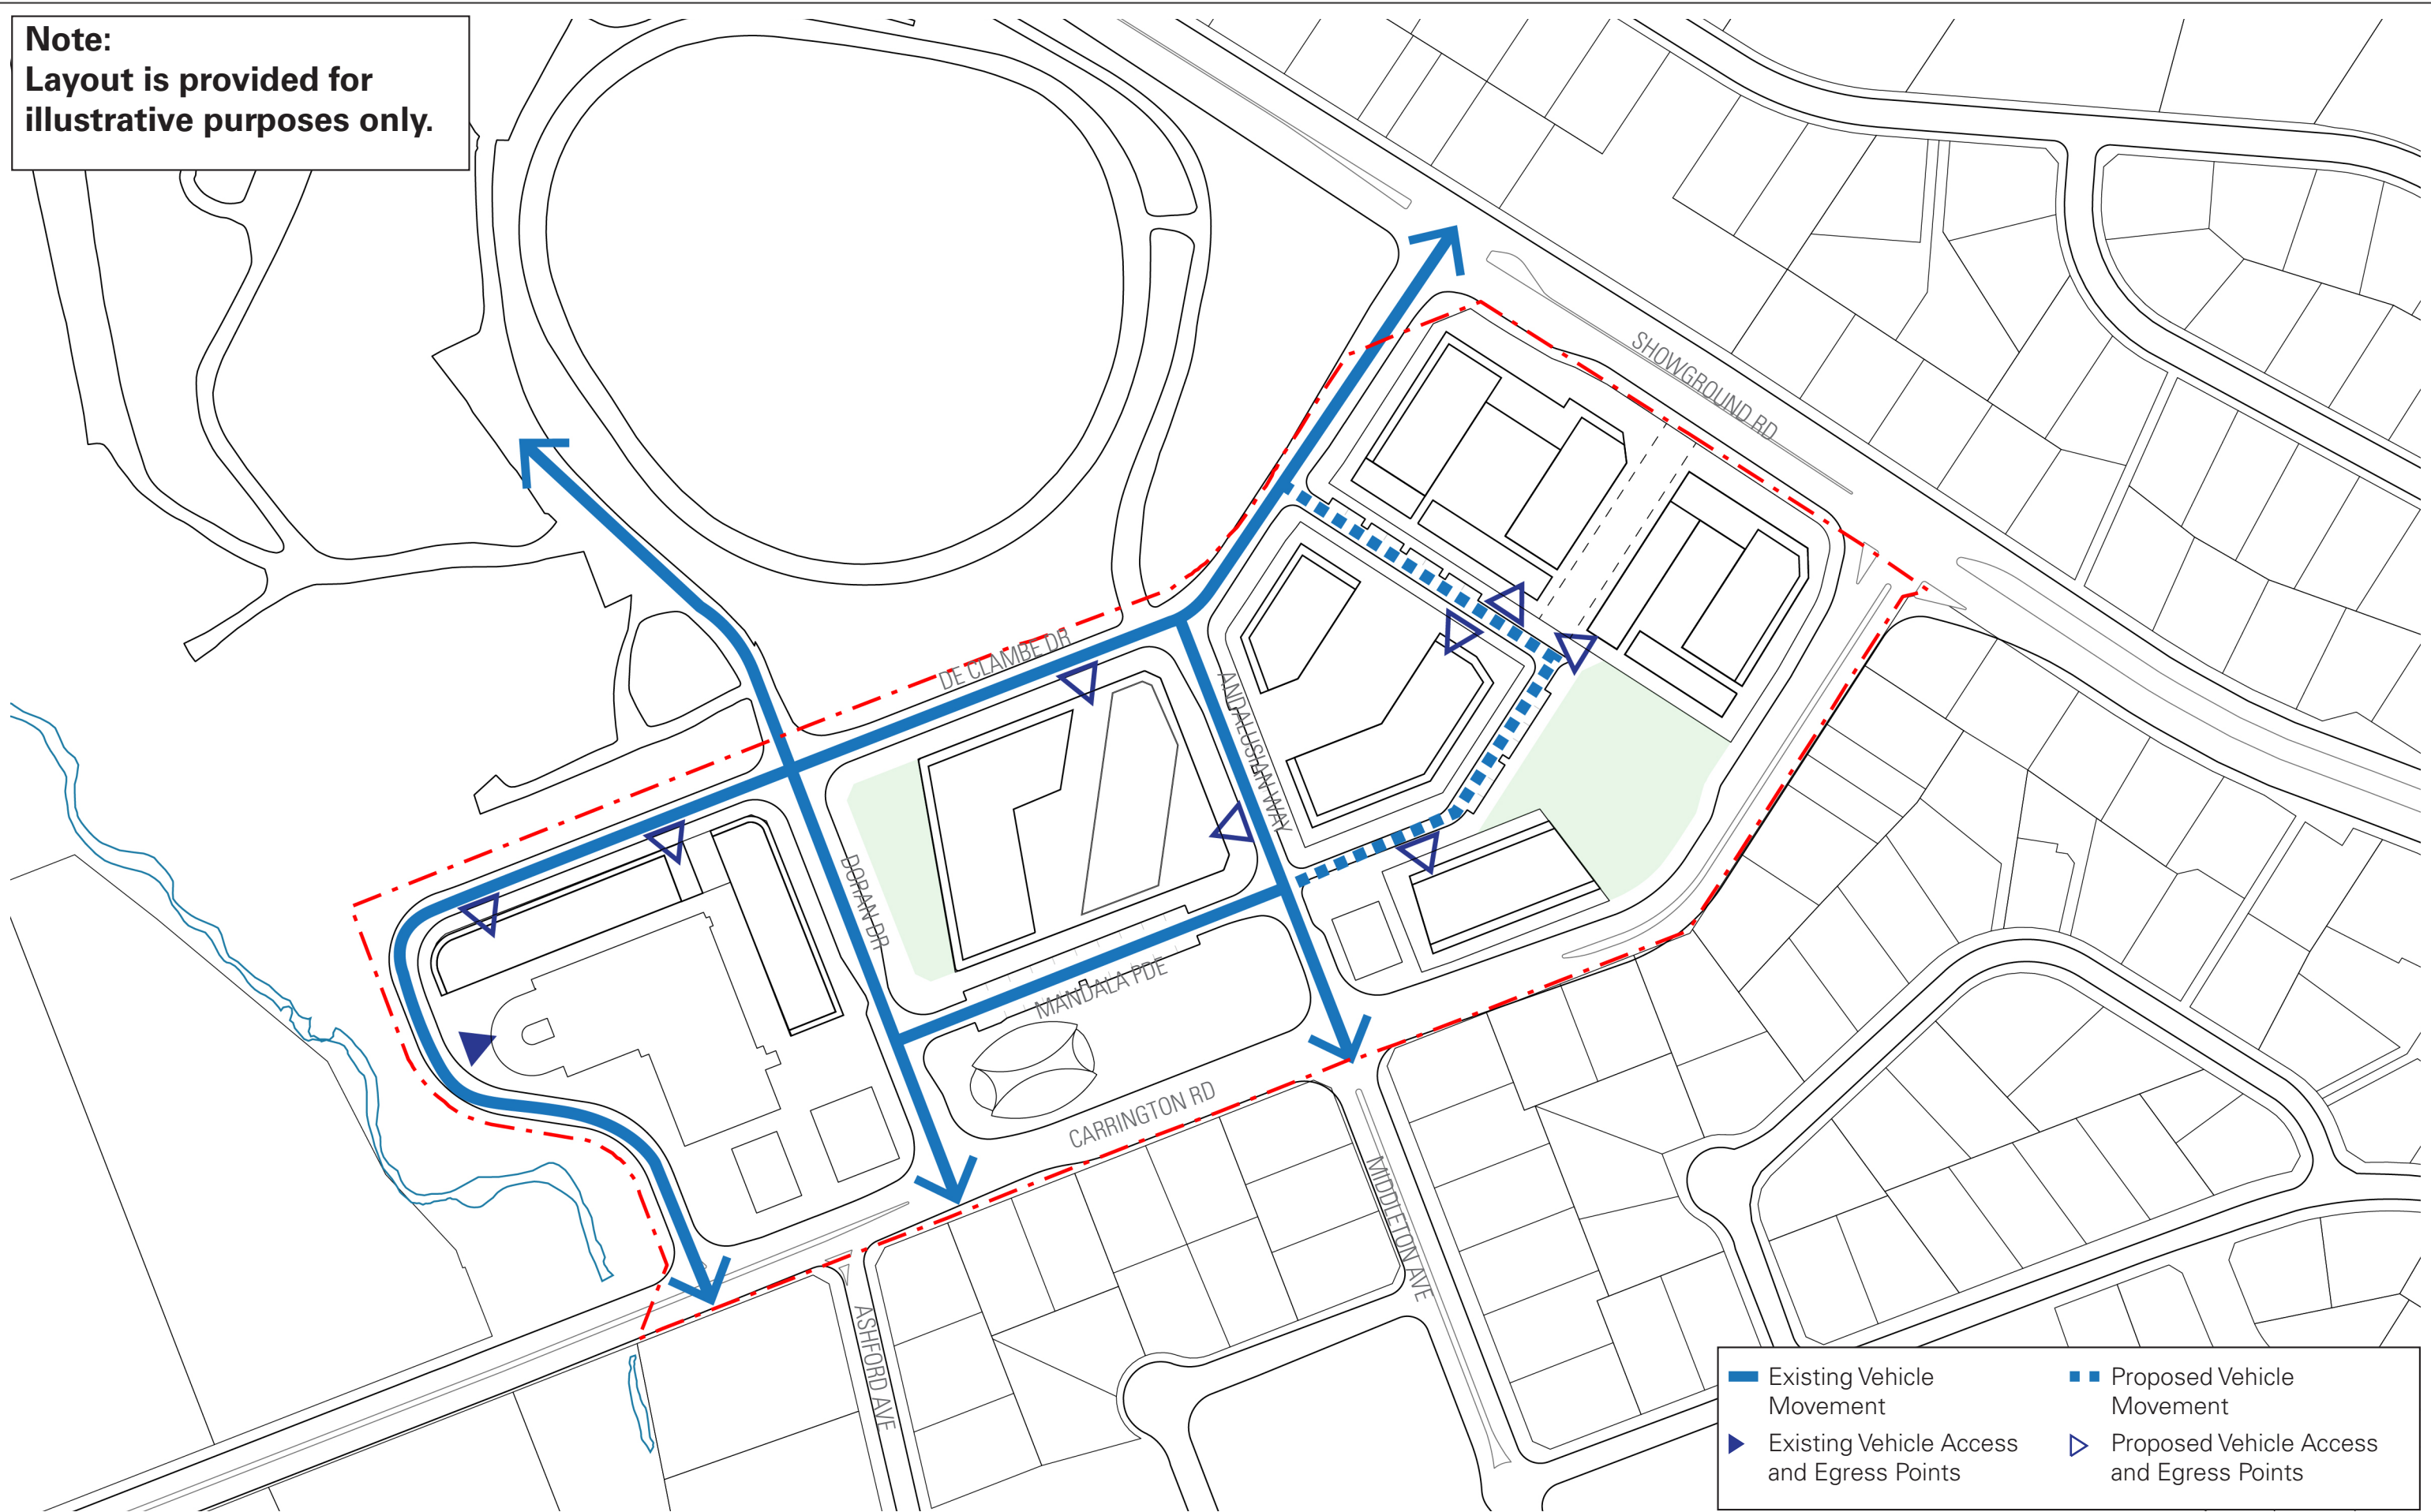 Note:
Layout is provided for
illustrative purposes only.
SHOWGROUND RD
DE CLAMBE DR
ANDALUSIAN WAY
DORAN DR
MANDALA PDE
CARRINGTON RD
MIDDLETON AVE
ASHFORD AVE
Existing Vehicle
Movement
Existing Vehicle Access
and Egress Points
Proposed Vehicle
Movement
Proposed Vehicle Access
and Egress Points